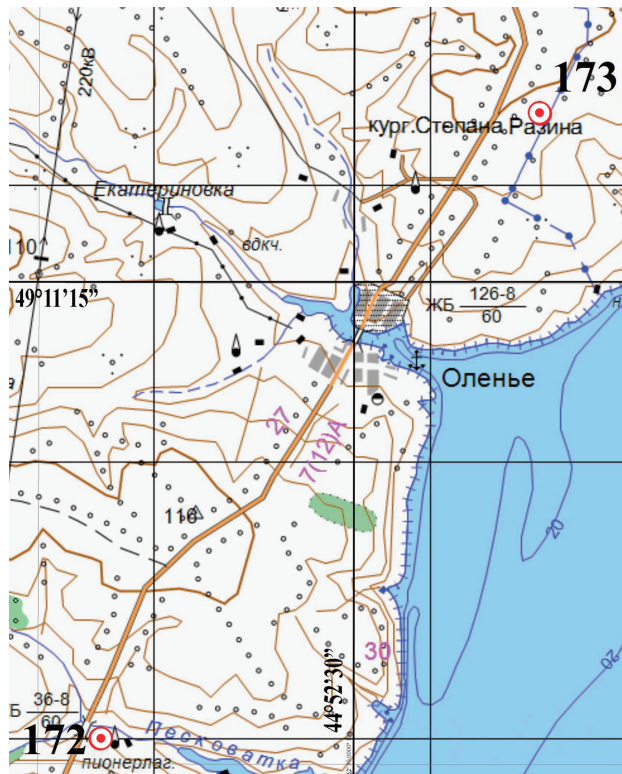 220кВ
173
кург.Степана Разина
Екатериновка
вдкч.
110
49°11'15”
ЖБ 126-8
60
Оленье
27
7(12)А
20
116
30
44°52'30”
20
36-8
Б
60
172
Песковатка
пионерлаг.